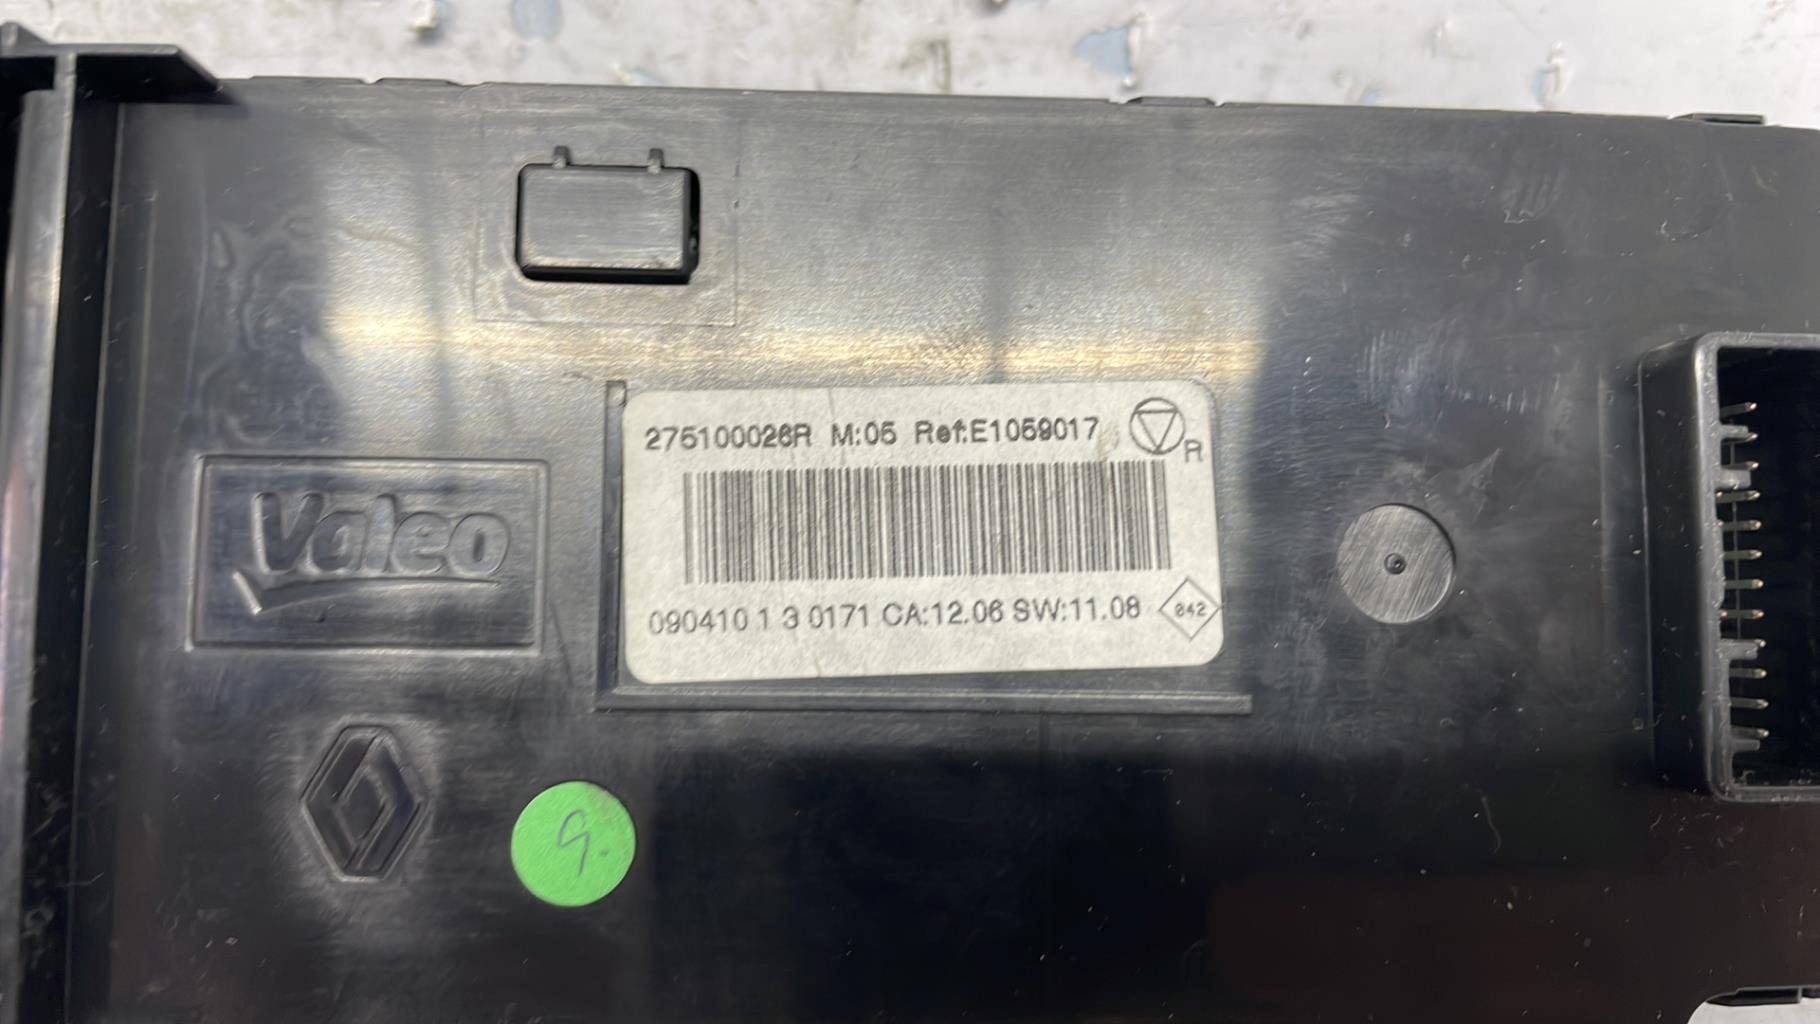 275100026R M:05 Ref:E1059017
R
Valeo
090410 1 3 0171 CA:12.06 SW:11.08
842
9.